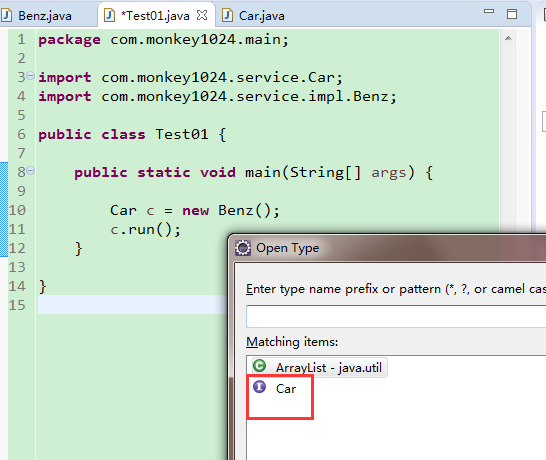 Benz.java *Test01.java Car.java
1 package com.monkey1024.main;
2
3 import com.monkey1024.service.Car;
4 import com.monkey1024.service.impl.Benz;
5
6 public class Test01 {
7
8 public static void main(String[] args) {
9
10 Car c = new Benz();
11 c.run();
12 }
13
14 }
15
Open Type
Enter type name prefix or pattern (*, ?, or camel cas
Matching items:
C ArrayList - java.util
I Car